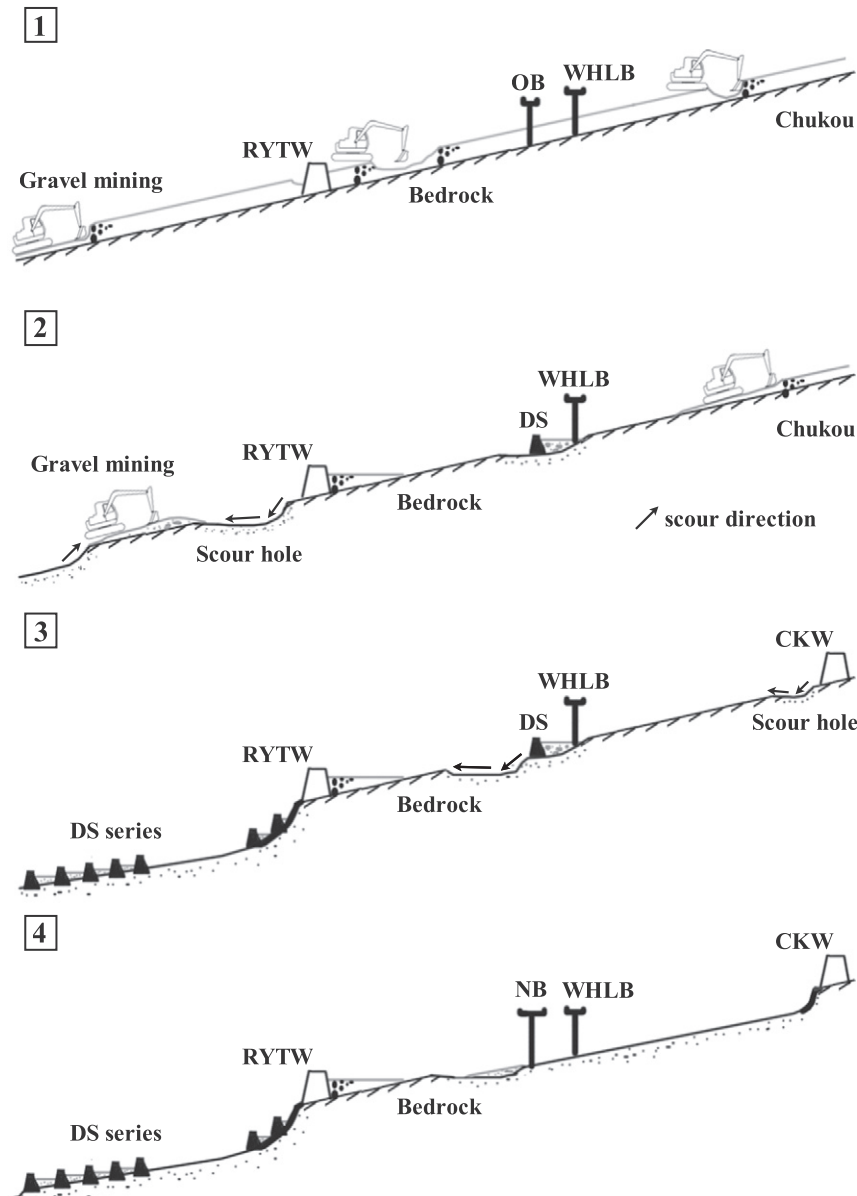 1
OB
WHLB
Chukou
RYTW
Bedrock
Gravel mining
2
WHLB
DS
Chukou
RYTW
Gravel mining
Bedrock
scour direction
Scour hole
3
CKW
WHLB
DS
Scour hole
RYTW
Bedrock
DS series
4
CKW
NB
WHLB
RYTW
Bedrock
DS series